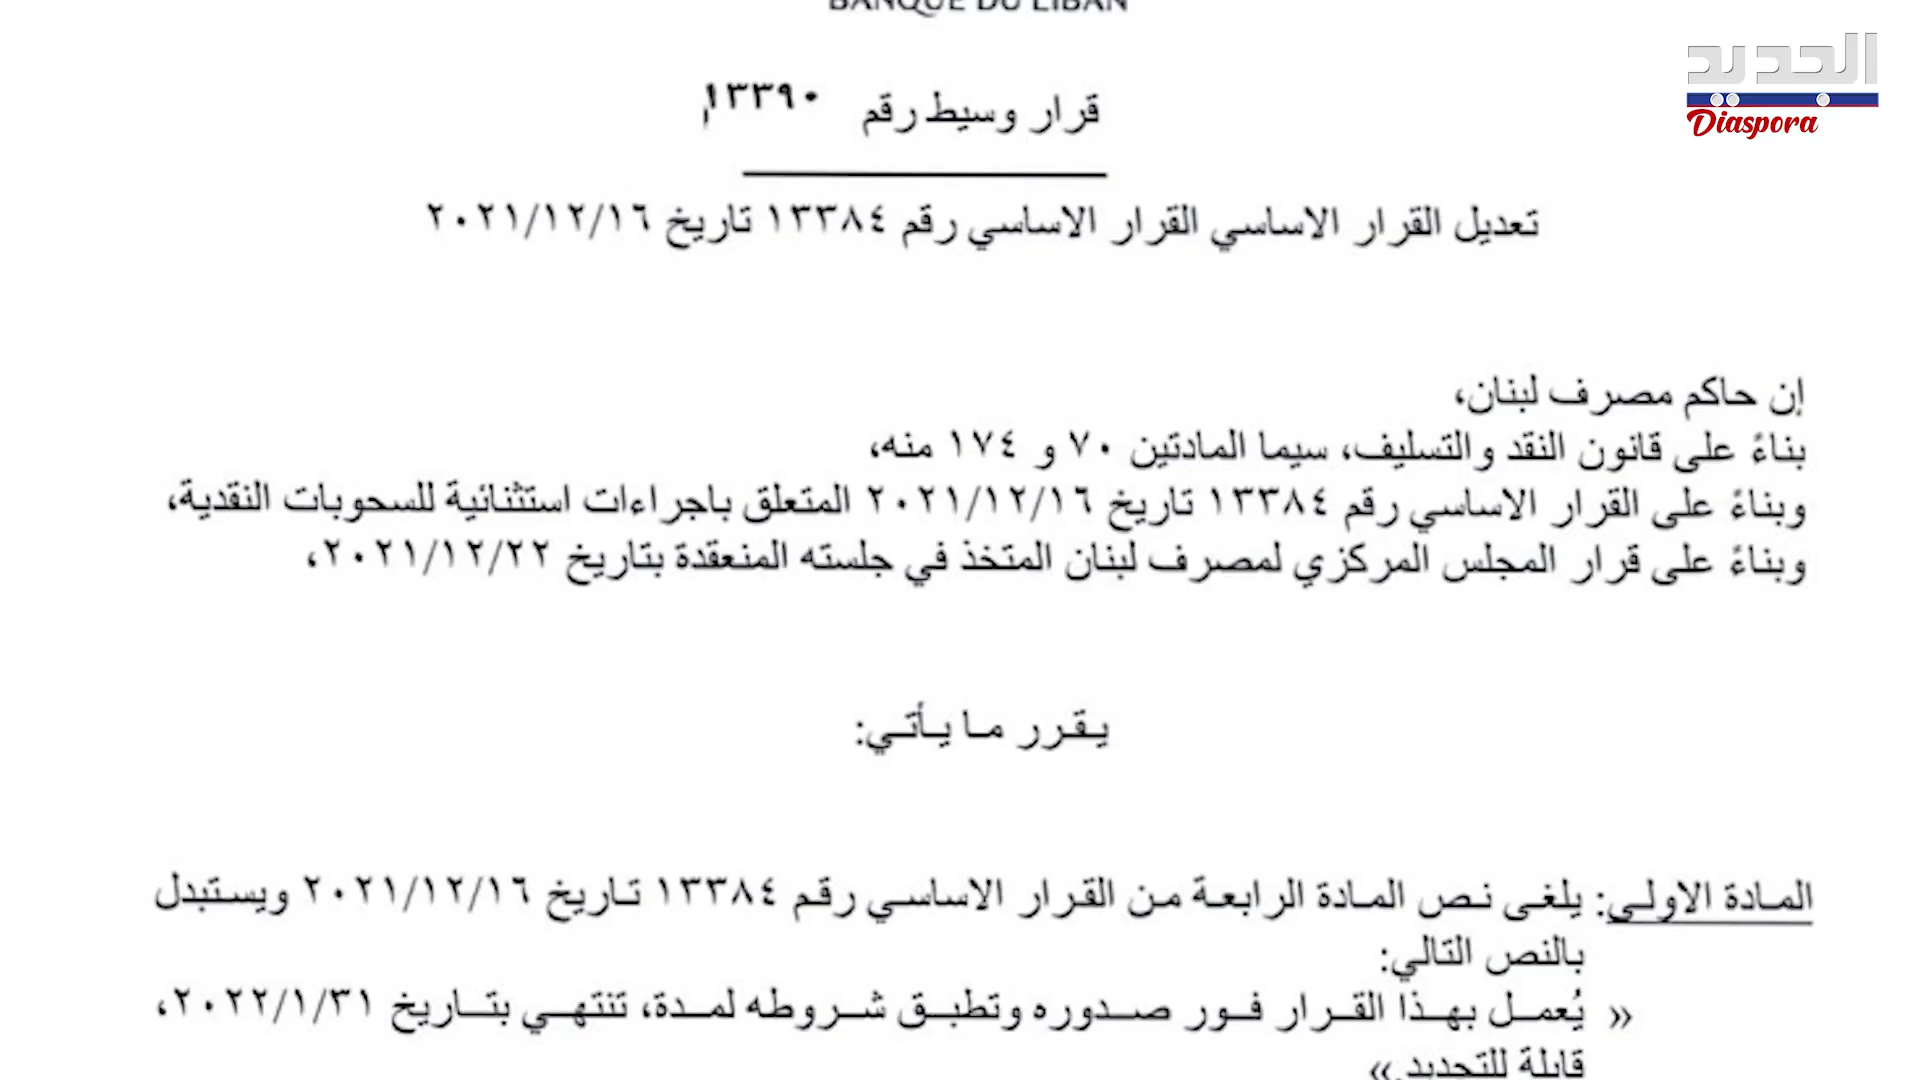 BANQUE DU LIBAN
الجديد
Diaspora
قرار وسيط رقم ١٣٣٩٠
تعديل القرار الاساسي القرار الاساسي رقم ١٣٣٨٤ تاريخ ٢٠٢١/١٢/١٦
إن حاكم مصرف لبنان،
بناءً على قانون النقد والتسليف، سيما المادتين ٧٠ و ١٧٤ منه،
وبناءً على القرار الاساسي رقم ١٣٣٨٤ تاريخ ٢٠٢١/١٢/١٦ المتعلق باجراءات استثنائية للسحوبات النقدية،
وبناءً على قرار المجلس المركزي لمصرف لبنان المتخذ في جلسته المنعقدة بتاريخ ٢٠٢١/١٢/٢٢،
يقرر ما يأتي:
المادة الاولى: يلغى نص المادة الرابعة من القرار الاساسي رقم ١٣٣٨٤ تاريخ ٢٠٢١/١٢/١٦ ويستبدل
بالنص التالي:
« يُعمل بهذا القرار فور صدوره وتطبق شروطه لمدة، تنتهي بتاريخ ٢٠٢٢/١/٣١،
قابلة للتجديد.»